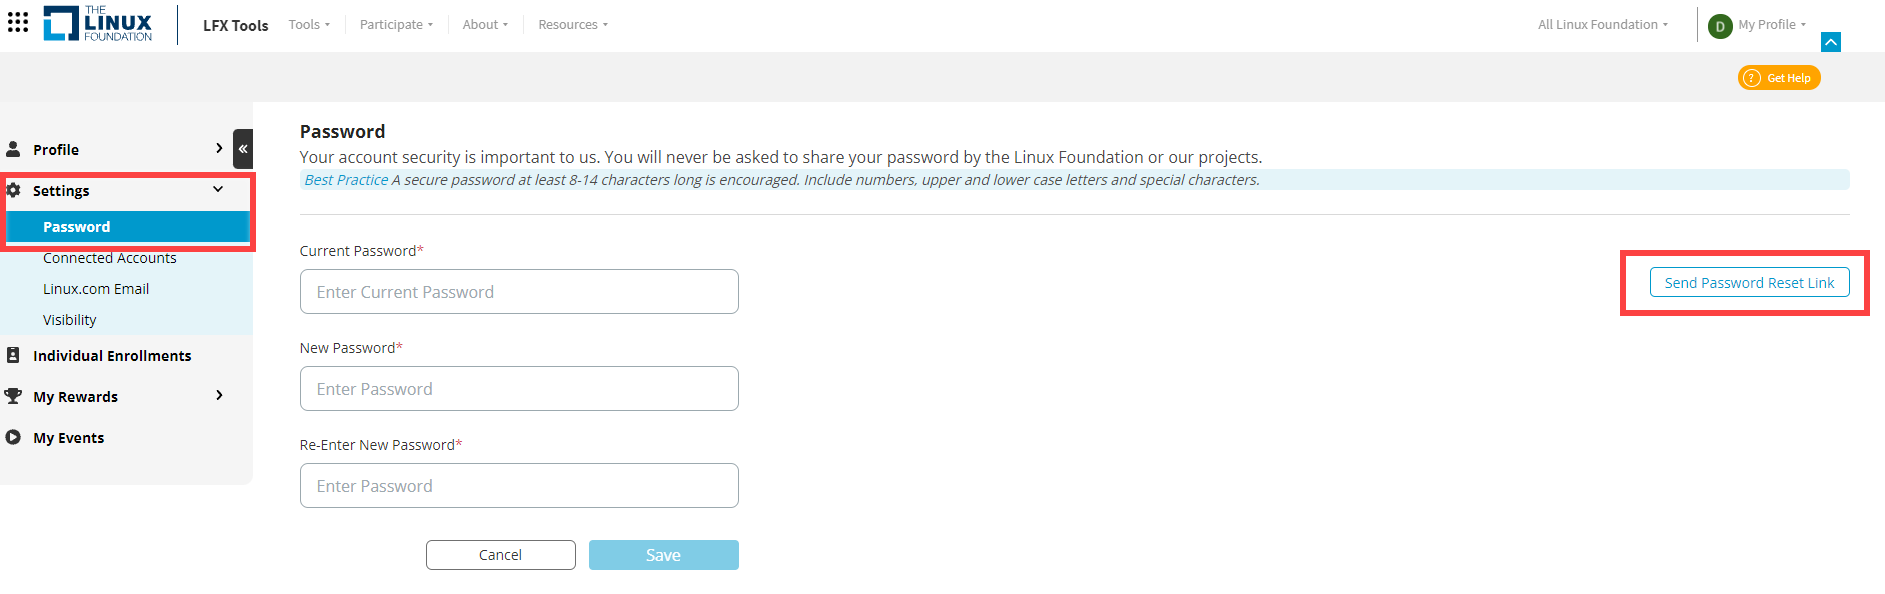 THE
LINUX
FOUNDATION
LFX Tools
Tools
Participate
About
Resources
All Linux Foundation
D
My Profile
? Get Help
Profile
Settings
Password
Connected Accounts
Linux.com Email
Visibility
Individual Enrollments
My Rewards
My Events
Password
Your account security is important to us. You will never be asked to share your password by the Linux Foundation or our projects.
Best Practice A secure password at least 8-14 characters long is encouraged. Include numbers, upper and lower case letters and special characters.
Current Password*
Enter Current Password
Send Password Reset Link
New Password*
Enter Password
Re-Enter New Password*
Enter Password
Cancel
Save